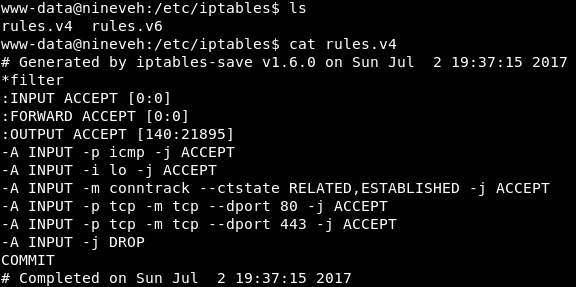 www-data@nineveh:/etc/iptables$ ls
rules.v4  rules.v6
www-data@nineveh:/etc/iptables$ cat rules.v4
# Generated by iptables-save v1.6.0 on Sun Jul  2 19:37:15 2017
*filter
:INPUT ACCEPT [0:0]
:FORWARD ACCEPT [0:0]
:OUTPUT ACCEPT [140:21895]
-A INPUT -p icmp -j ACCEPT
-A INPUT -i lo -j ACCEPT
-A INPUT -m conntrack --ctstate RELATED,ESTABLISHED -j ACCEPT
-A INPUT -p tcp -m tcp --dport 80 -j ACCEPT
-A INPUT -p tcp -m tcp --dport 443 -j ACCEPT
-A INPUT -j DROP
COMMIT
# Completed on Sun Jul  2 19:37:15 2017